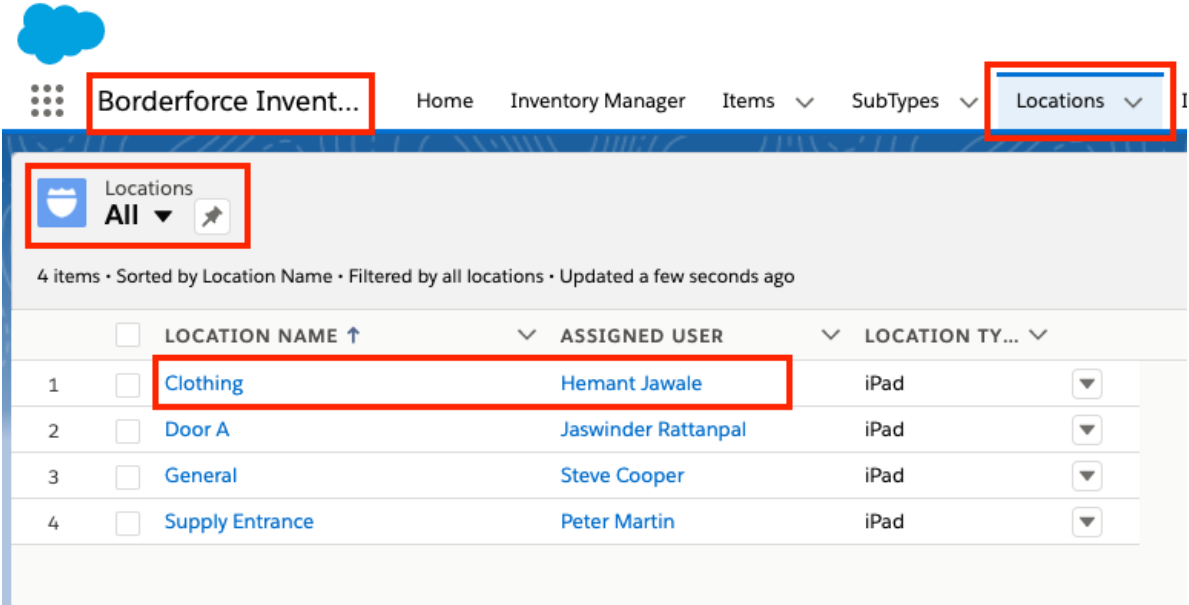 Borderforce Invent... Home Inventory Manager Items SubTypes Locations
Locations
All
4 items • Sorted by Location Name • Filtered by all locations • Updated a few seconds ago
LOCATION NAME ↑ ASSIGNED USER LOCATION TY...
1 Clothing Hemant Jawale iPad
2 Door A Jaswinder Rattanpal iPad
3 General Steve Cooper iPad
4 Supply Entrance Peter Martin iPad